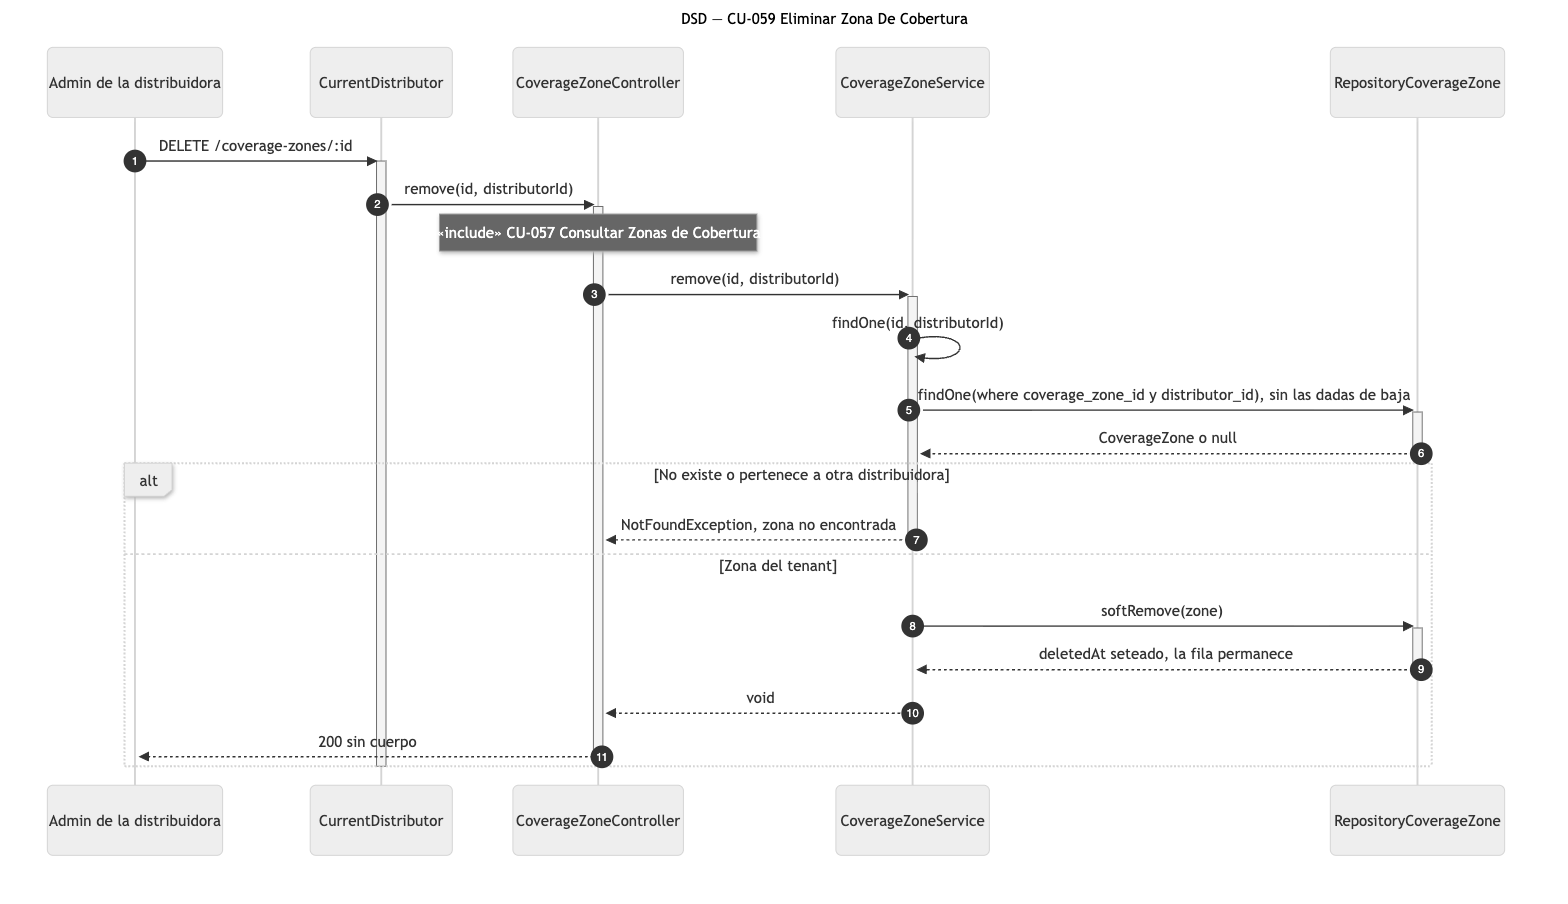 DSD — CU-059 Eliminar Zona De Cobertura
Admin de la distribuidora
CurrentDistributor
CoverageZoneController
CoverageZoneService
RepositoryCoverageZone
DELETE /coverage-zones/:id
1
remove(id, distributorId)
2
«include» CU-057 Consultar Zonas de Cobertura
remove(id, distributorId)
3
findOne(id, distributorId)
4
findOne(where coverage_zone_id y distributor_id), sin las dadas de baja
5
CoverageZone o null
6
alt
[No existe o pertenece a otra distribuidora]
NotFoundException, zona no encontrada
7
[Zona del tenant]
softRemove(zone)
8
deletedAt seteado, la fila permanece
9
void
10
200 sin cuerpo
11
Admin de la distribuidora
CurrentDistributor
CoverageZoneController
CoverageZoneService
RepositoryCoverageZone